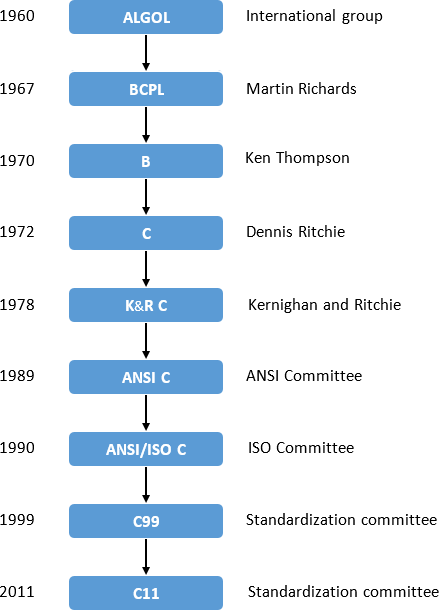 1960 ALGOL International group
1967 BCPL Martin Richards
1970 B Ken Thompson
1972 C Dennis Ritchie
1978 K&R C Kernighan and Ritchie
1989 ANSI C ANSI Committee
1990 ANSI/ISO C ISO Committee
1999 C99 Standardization committee
2011 C11 Standardization committee